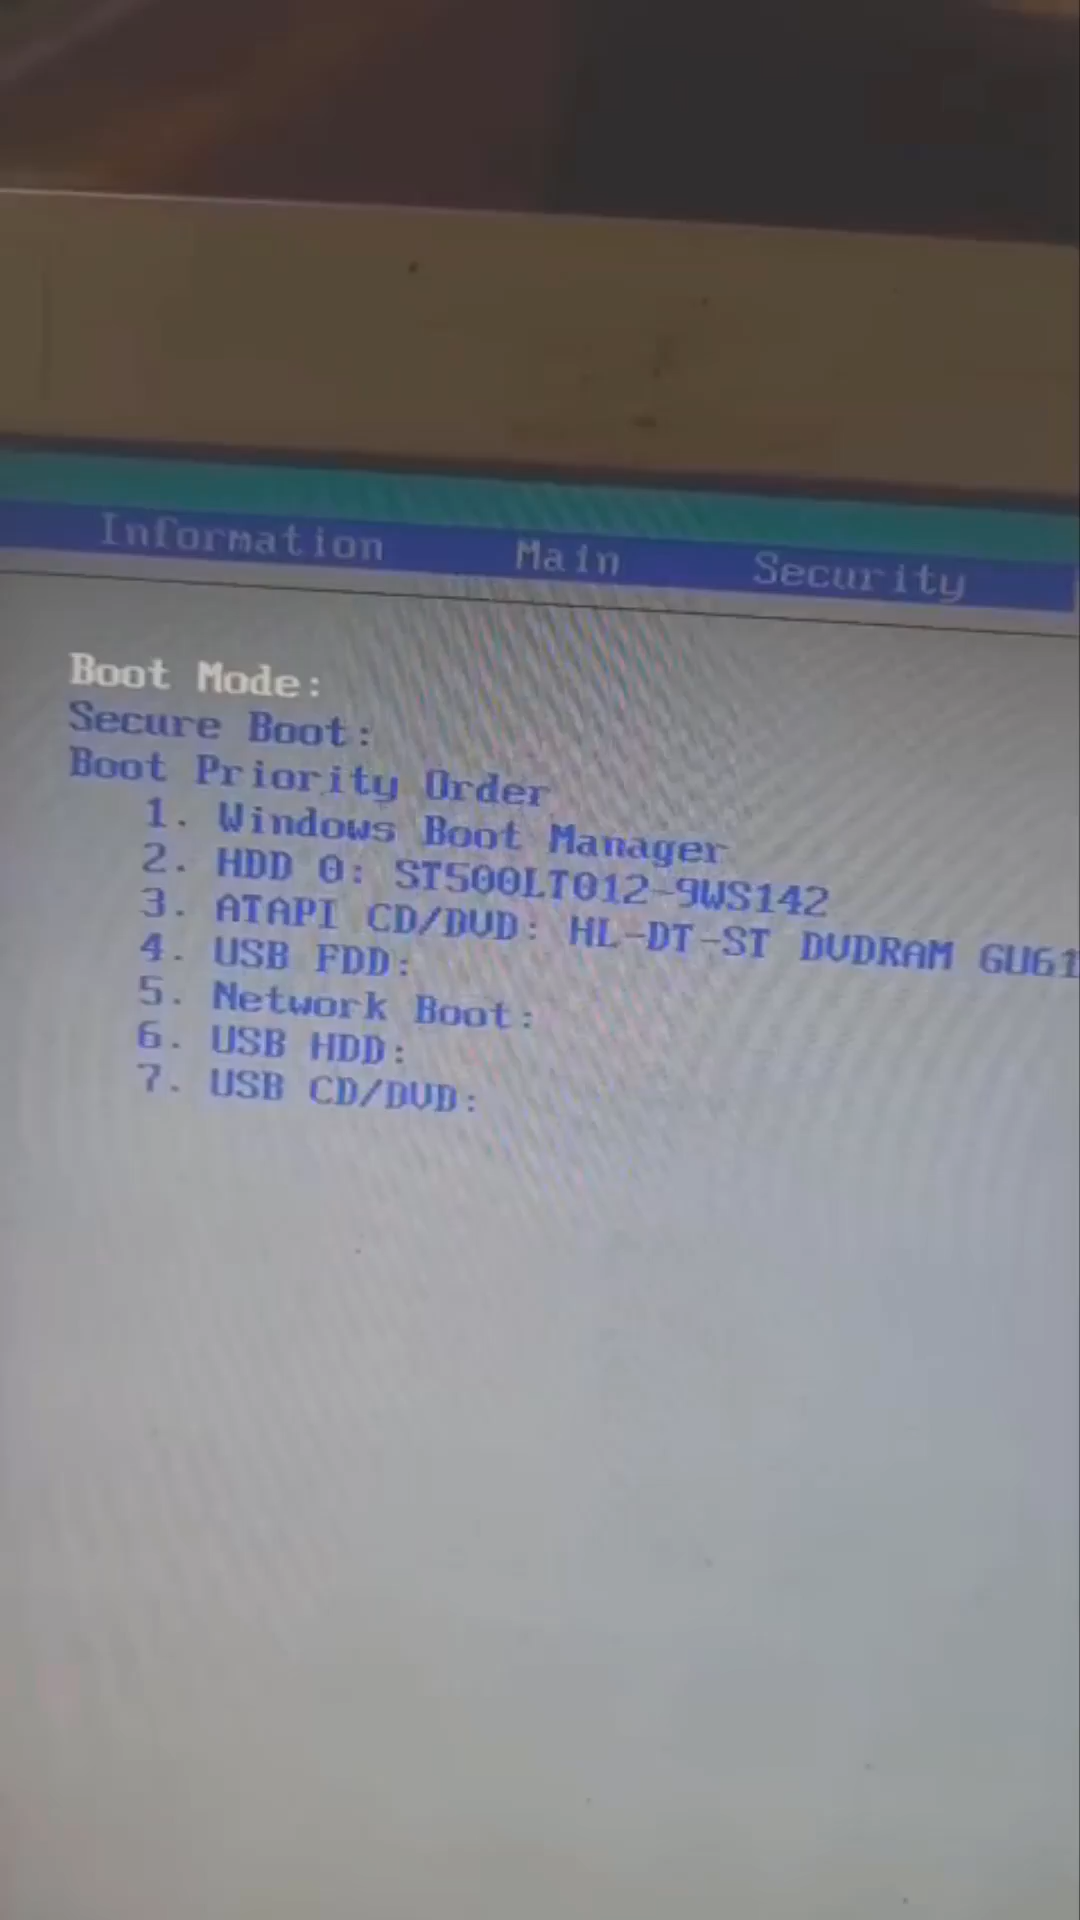 Information Main Security
Boot Mode:
Secure Boot:
Boot Priority Order
1. Windows Boot Manager
2. HDD 0: ST500LT012-9WS142
3. ATAPI CD/DVD: HL-DT-ST DVDRAM GU61
4. USB FDD:
5. Network Boot:
6. USB HDD:
7. USB CD/DVD: